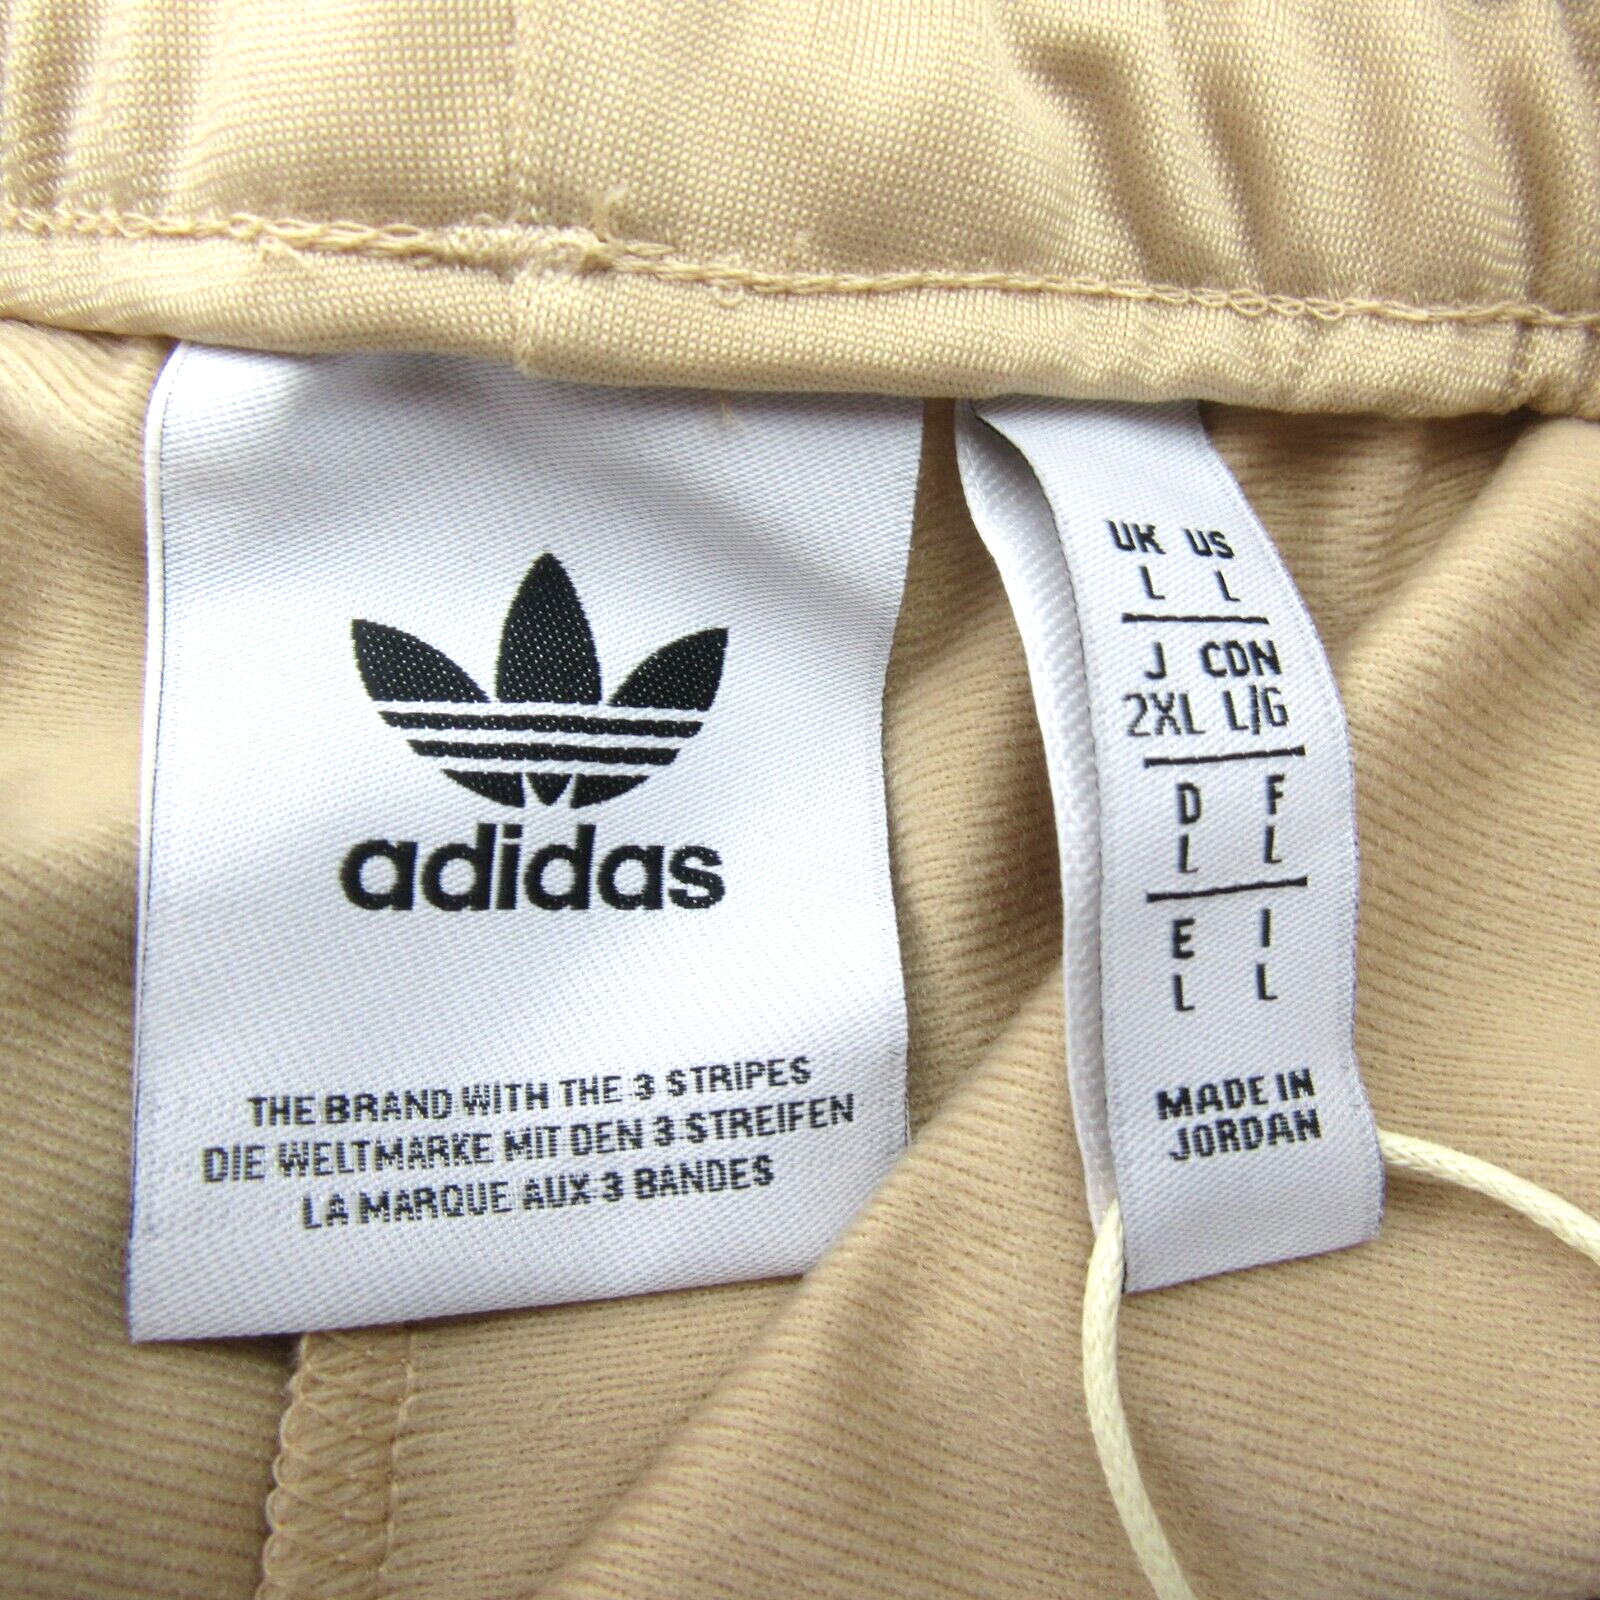 adidas
THE BRAND WITH THE 3 STRIPES
DIE WELTMARKE MIT DEN 3 STREIFEN
LA MARQUE AUX 3 BANDES
UK US
L L
J CDN
2XL L/G
D F
L L
E I
L L
MADE IN
JORDAN